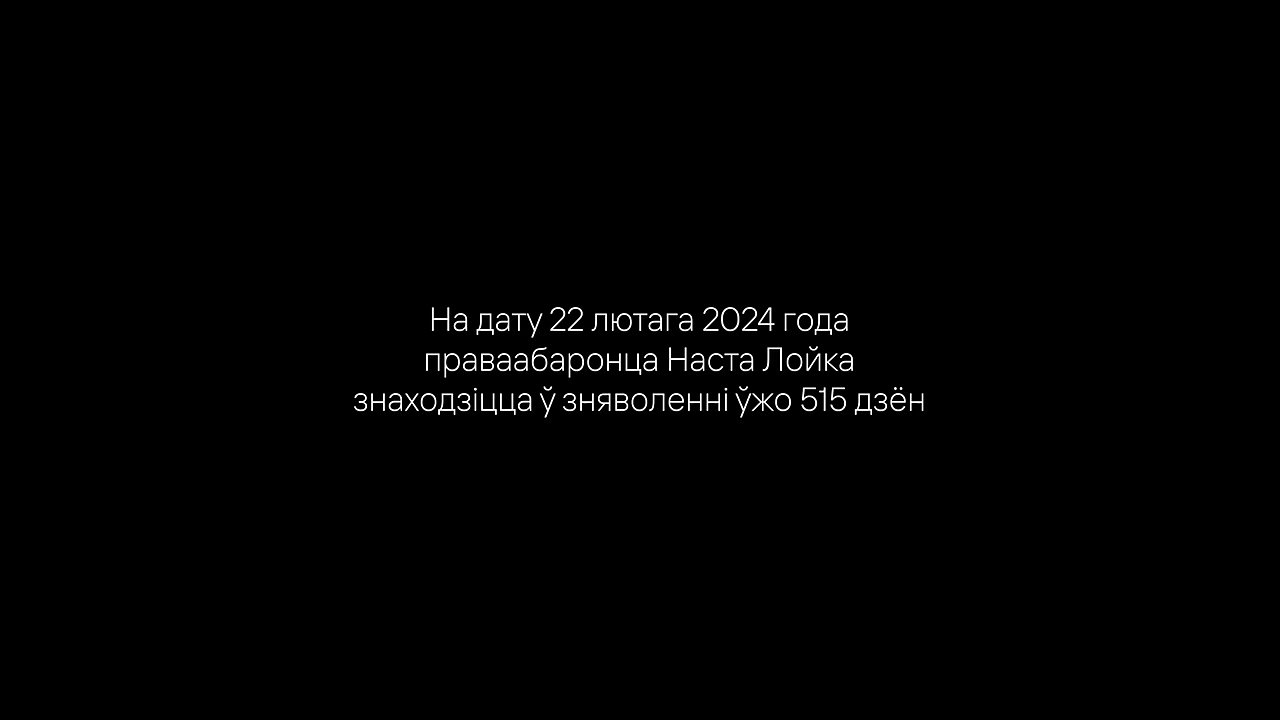 На дату 22 лютага 2024 года
праваабаронца Наста Лойка
знаходзіцца ў зняволенні ўжо 515 дзён